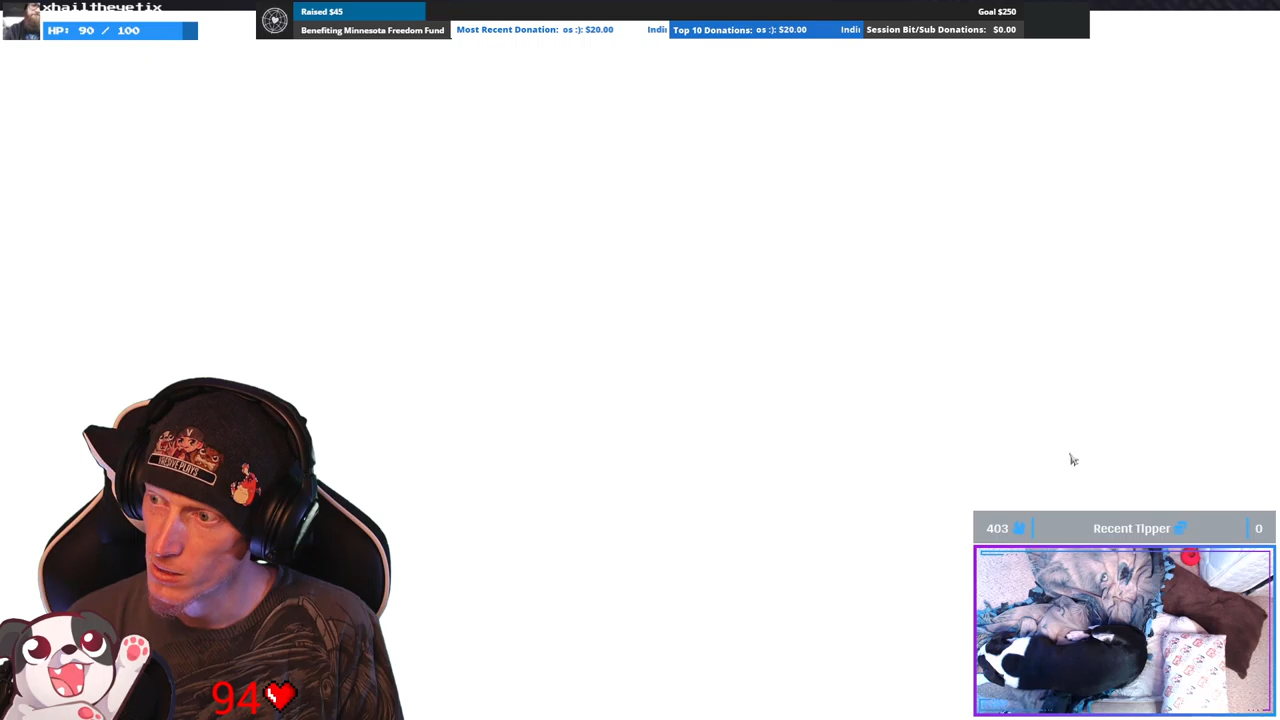 xhailtheyetix
HP: 90 / 100
Raised $45
Goal $250
Benefiting Minnesota Freedom Fund
Most Recent Donation: os :): $20.00
Top 10 Donations: os :): $20.00
Session Bit/Sub Donations: $0.00
403
Recent Tipper
0
94